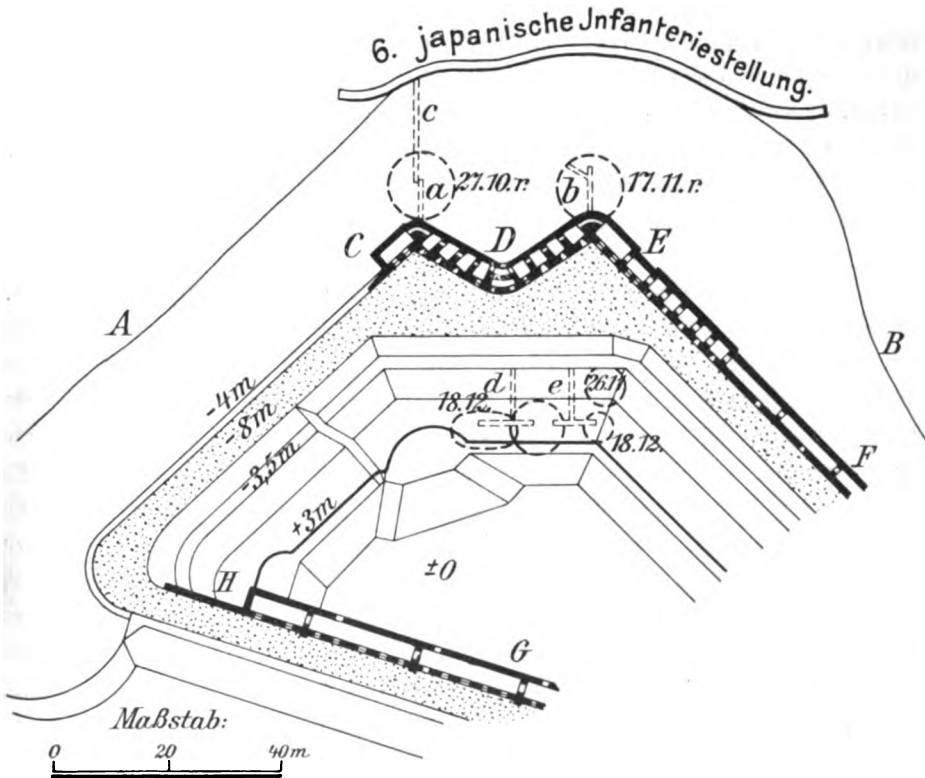 6. japanische Jnfanteriestellung.
c
a
27.10.r.
b
17.11.r.
C
D
E
A
B
-4m
-8m
-3,5m
+3m
d
e
26.11.
18.12.
18.12.
F
±0
H
G
Maßstab:
0 20 40m